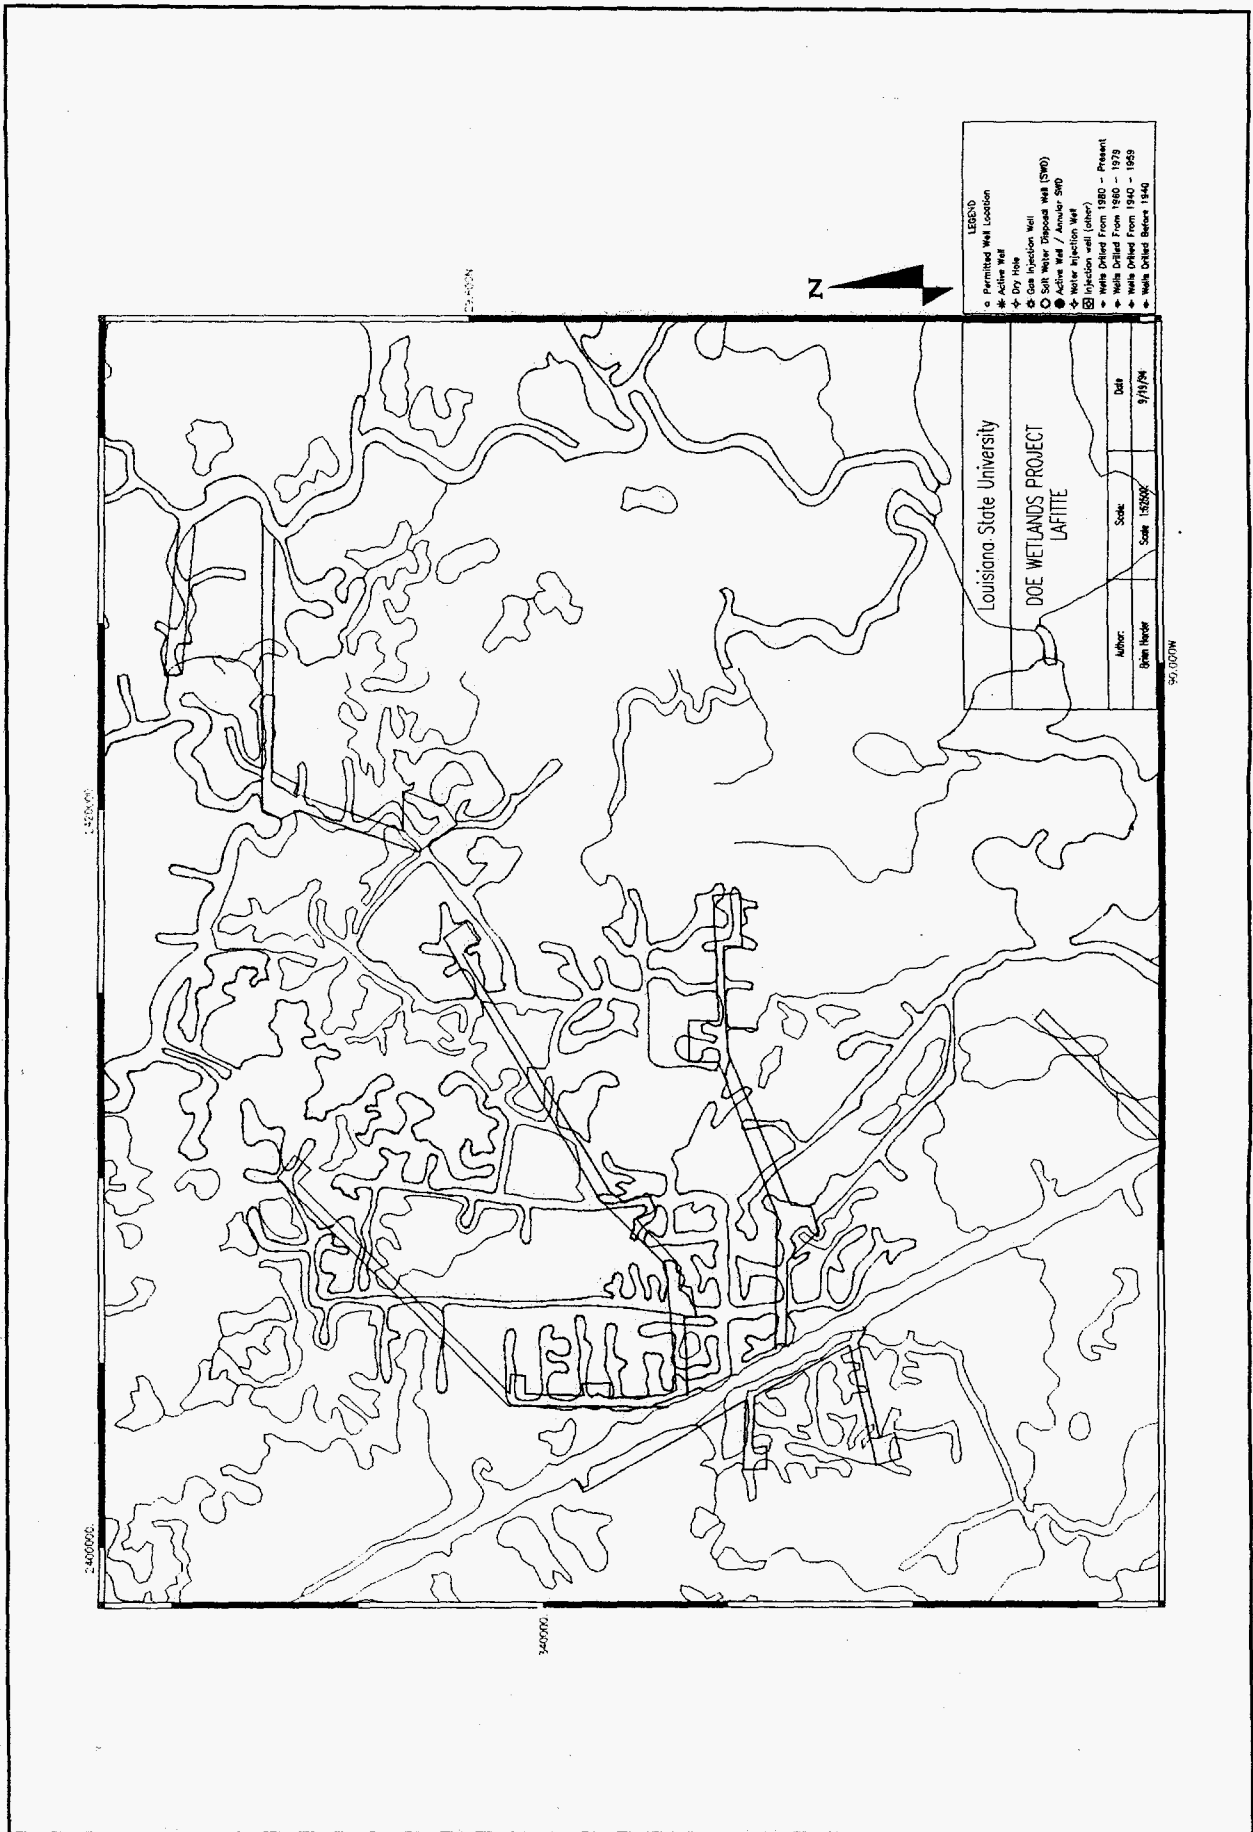 LEGEND
Permitted Well Location
Active Well
Dry Hole
Gas Injection Well
Salt Water Disposal Well (SWD)
Active Well / Annular SWD
Water Injection Well
Injection well (other)
Wells Drilled From 1980 - Present
Wells Drilled From 1960 - 1979
Wells Drilled From 1940 - 1959
Wells Drilled Before 1940
N
Louisiana State University
DOE WETLANDS PROJECT
LAFITTE
Author: Scale: Date
Brian Harder Scale 1:62500 9/19/94
2400000.
340000.
90.000W